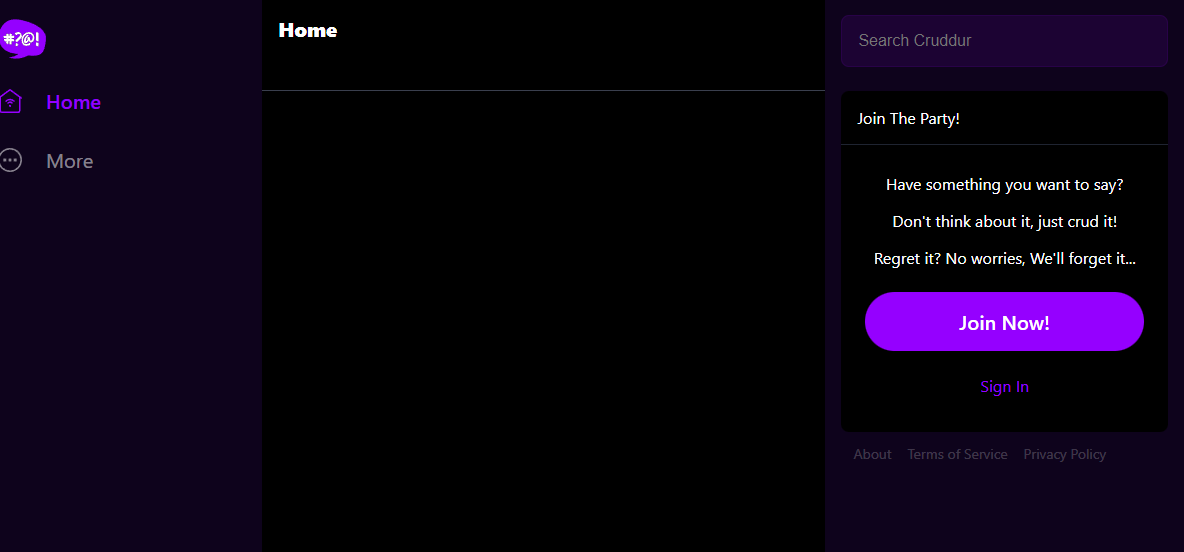 #?@!
Home
More
Home
Search Cruddur
Join The Party!
Have something you want to say?
Don't think about it, just crud it!
Regret it? No worries, We'll forget it...
Join Now!
Sign In
About Terms of Service Privacy Policy